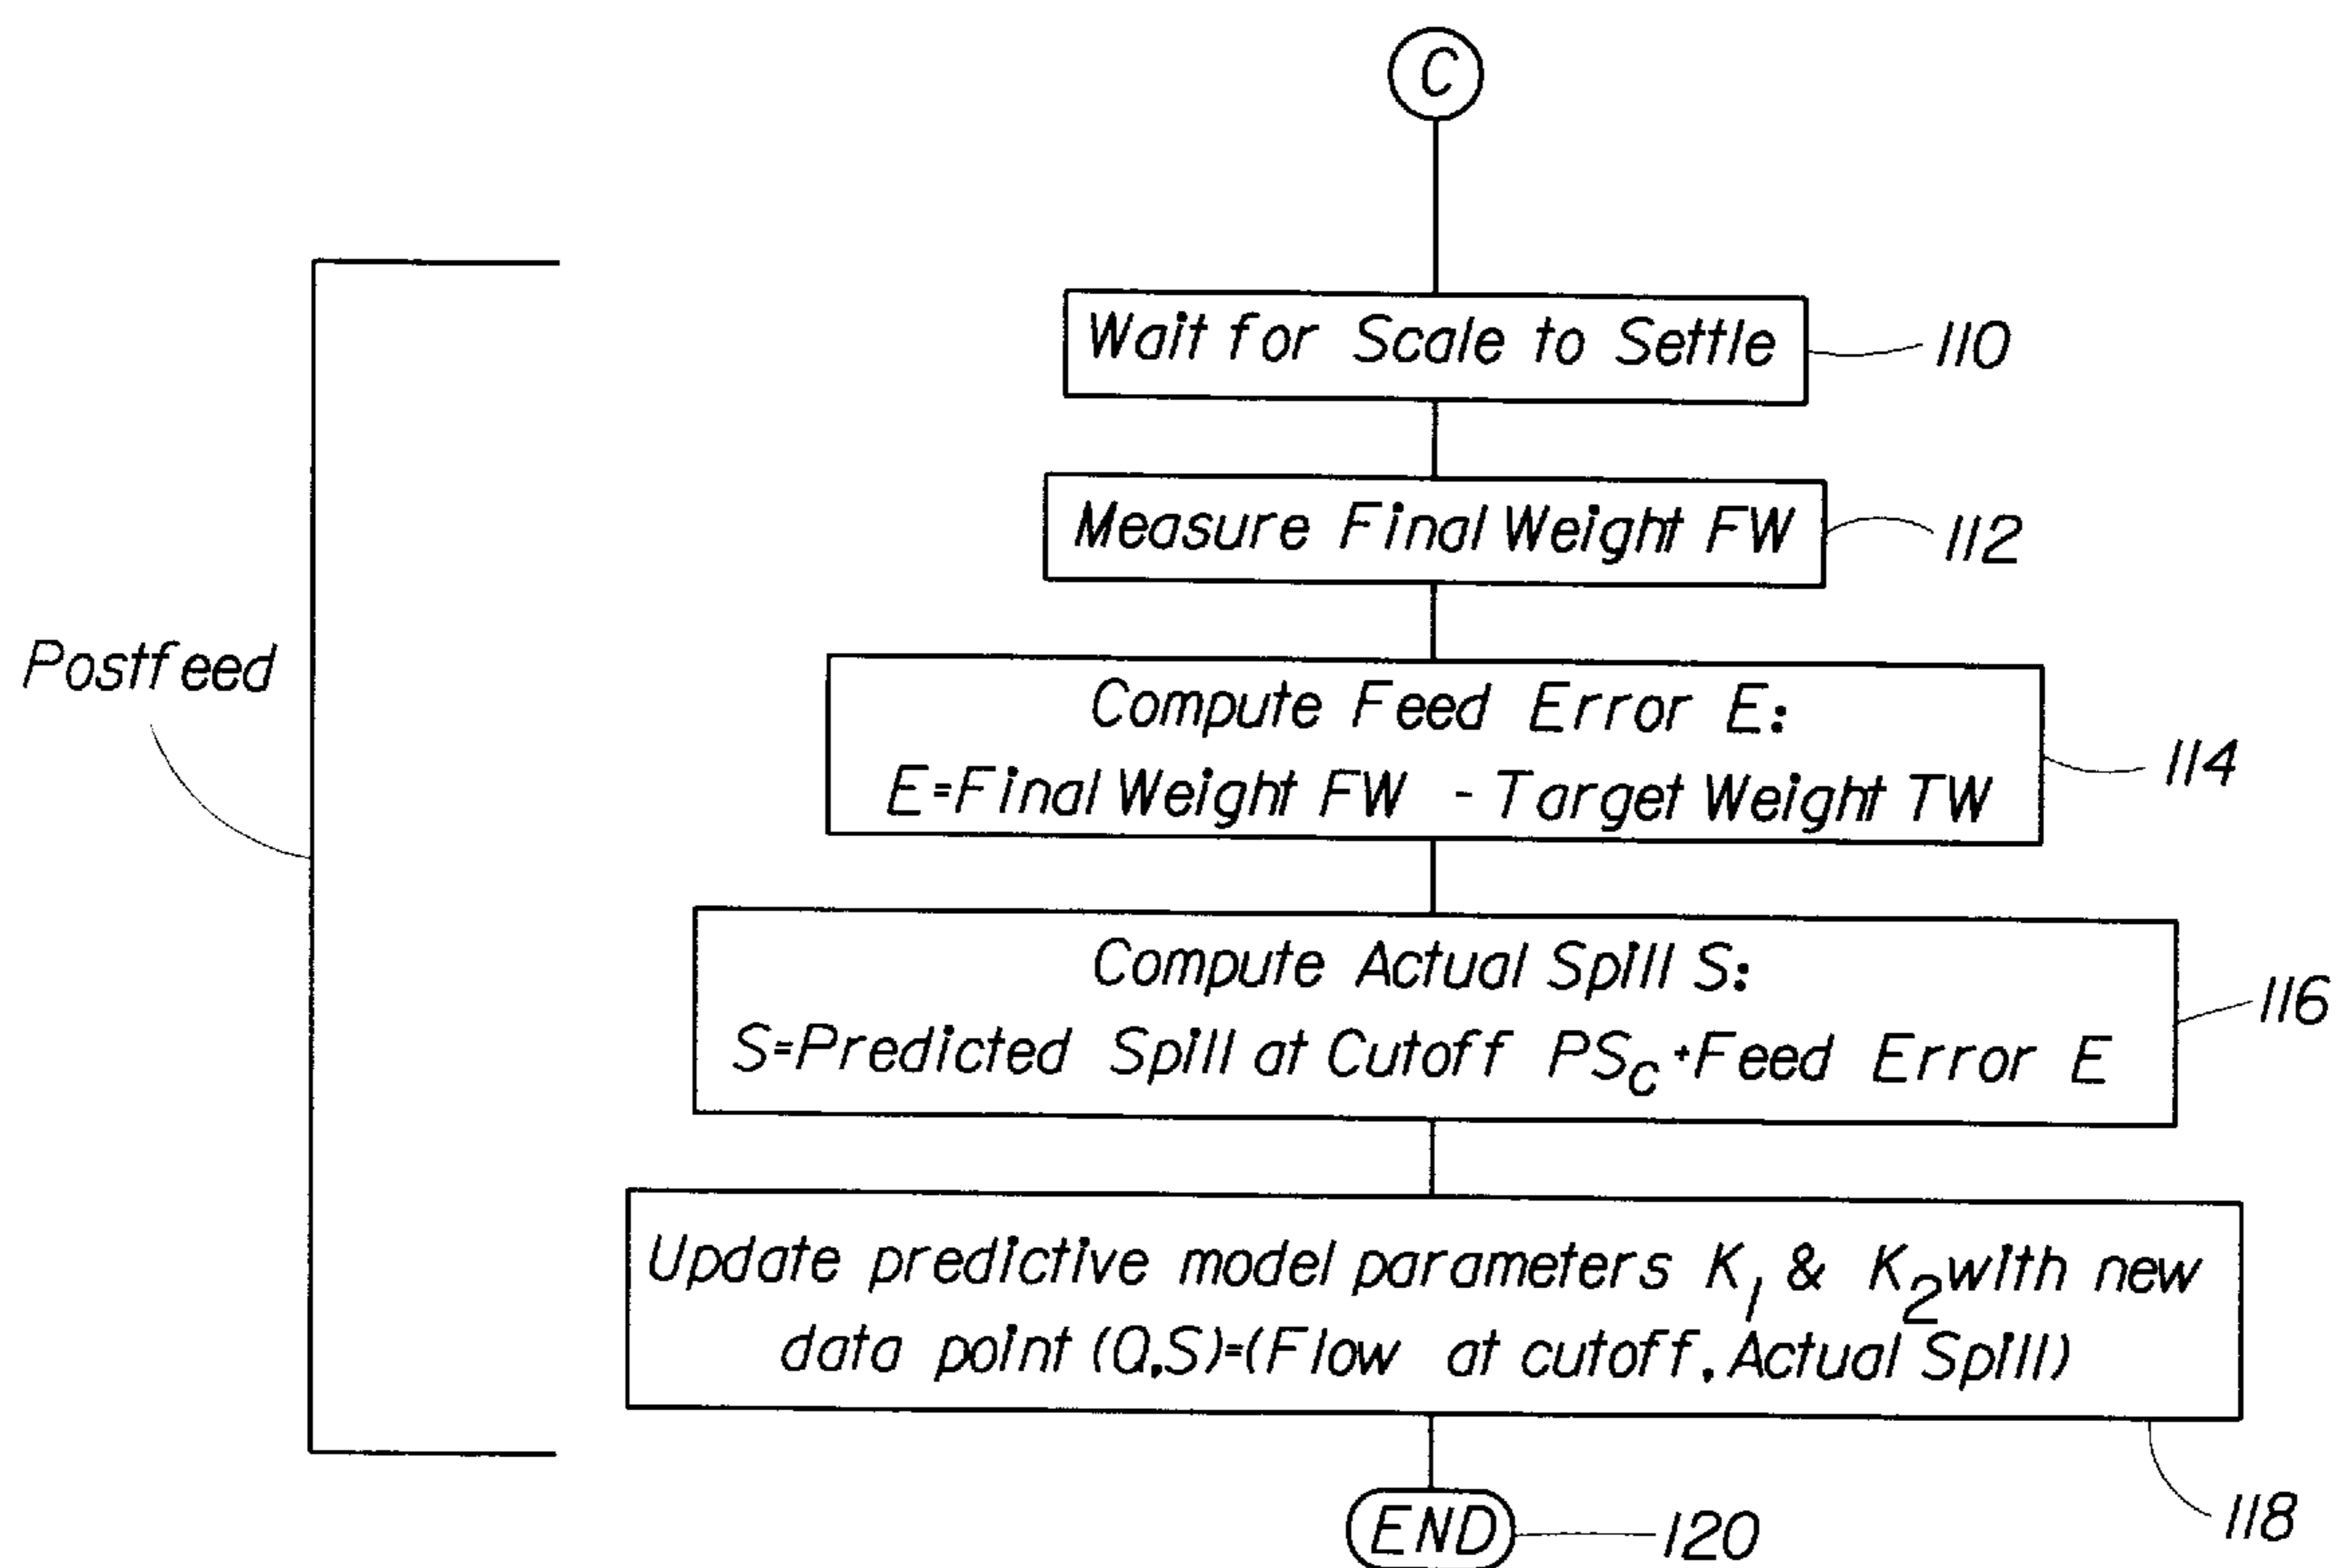 C
Wait for Scale to Settle
110
Measure Final Weight FW
112
Postfeed
Compute Feed Error E:
E=Final Weight FW - Target Weight TW
114
Compute Actual Spill S:
S=Predicted Spill at Cutoff PSC+Feed Error E
116
Update predictive model parameters K1 & K2 with new
data point (Q,S)=(Flow at cutoff, Actual Spill)
118
END
120